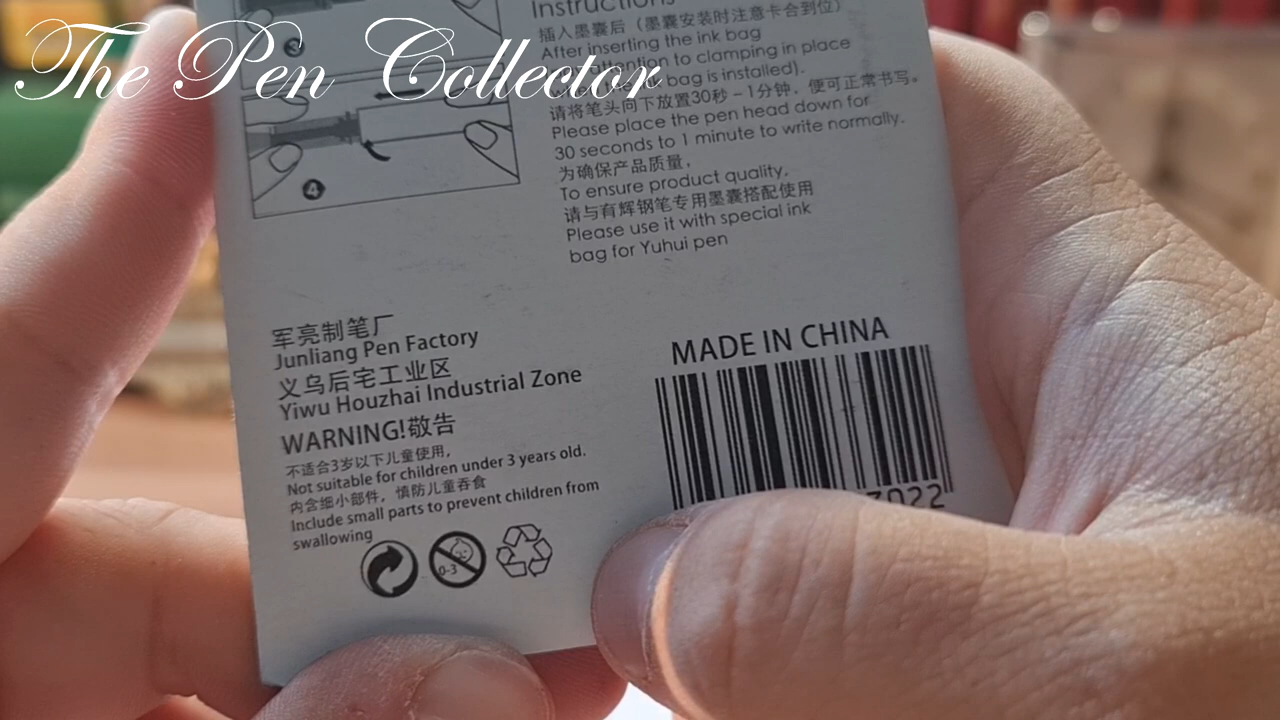 The Pen Collector
Instructions
插入墨囊后（墨囊安装时注意卡合到位）
After inserting the ink bag
attention to clamping in place
bag is installed).
请将笔头向下放置30秒－1分钟，便可正常书写。
Please place the pen head down for
30 seconds to 1 minute to write normally.
为确保产品质量，
To ensure product quality,
请与有辉钢笔专用墨囊搭配使用
Please use it with special ink
bag for Yuhui pen
3
4
军亮制笔厂
Junliang Pen Factory
义乌后宅工业区
Yiwu Houzhai Industrial Zone
WARNING!敬告
不适合3岁以下儿童使用，
Not suitable for children under 3 years old.
内含细小部件，慎防儿童吞食
Include small parts to prevent children from
swallowing
0-3
MADE IN CHINA
7022